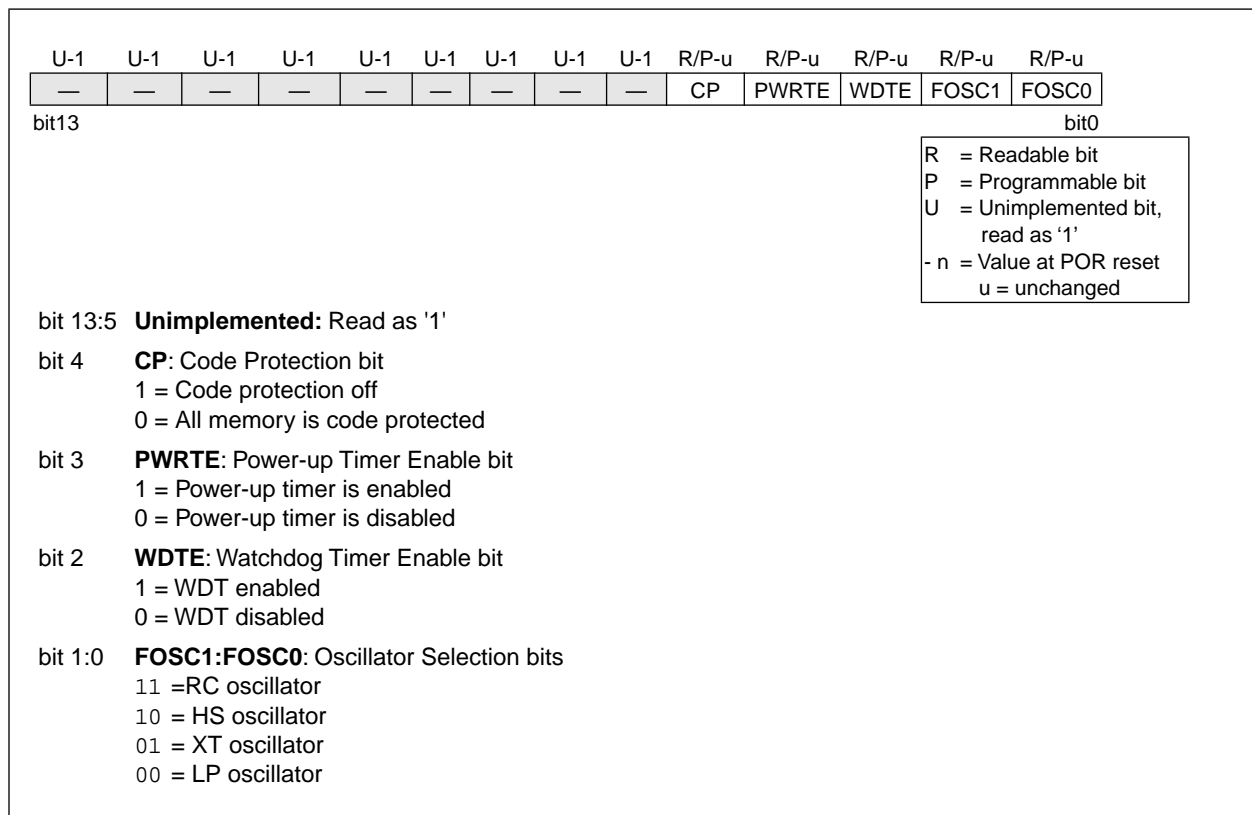 U-1 U-1 U-1 U-1 U-1 U-1 U-1 U-1 U-1 R/P-u R/P-u R/P-u R/P-u R/P-u
— — — — — — — — — CP PWRTE WDTE FOSC1 FOSC0
bit13 bit0
R = Readable bit
P = Programmable bit
U = Unimplemented bit,
read as ‘1’
- n = Value at POR reset
u = unchanged
bit 13:5 Unimplemented: Read as '1'
bit 4 CP: Code Protection bit
1 = Code protection off
0 = All memory is code protected
bit 3 PWRTE: Power-up Timer Enable bit
1 = Power-up timer is enabled
0 = Power-up timer is disabled
bit 2 WDTE: Watchdog Timer Enable bit
1 = WDT enabled
0 = WDT disabled
bit 1:0 FOSC1:FOSC0: Oscillator Selection bits
11 =RC oscillator
10 = HS oscillator
01 = XT oscillator
00 = LP oscillator